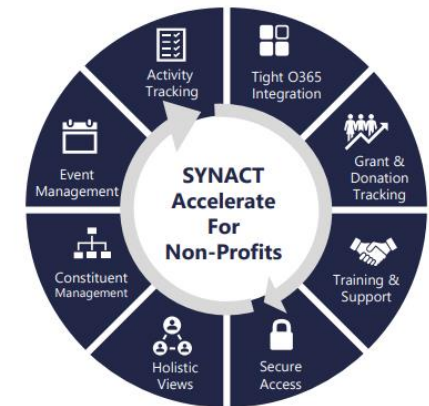 Activity
Tracking
Tight O365
Integration
Grant &
Donation
Tracking
Training &
Support
Secure
Access
Holistic
Views
Constituent
Management
Event
Management
SYNACT
Accelerate
For
Non-Profits